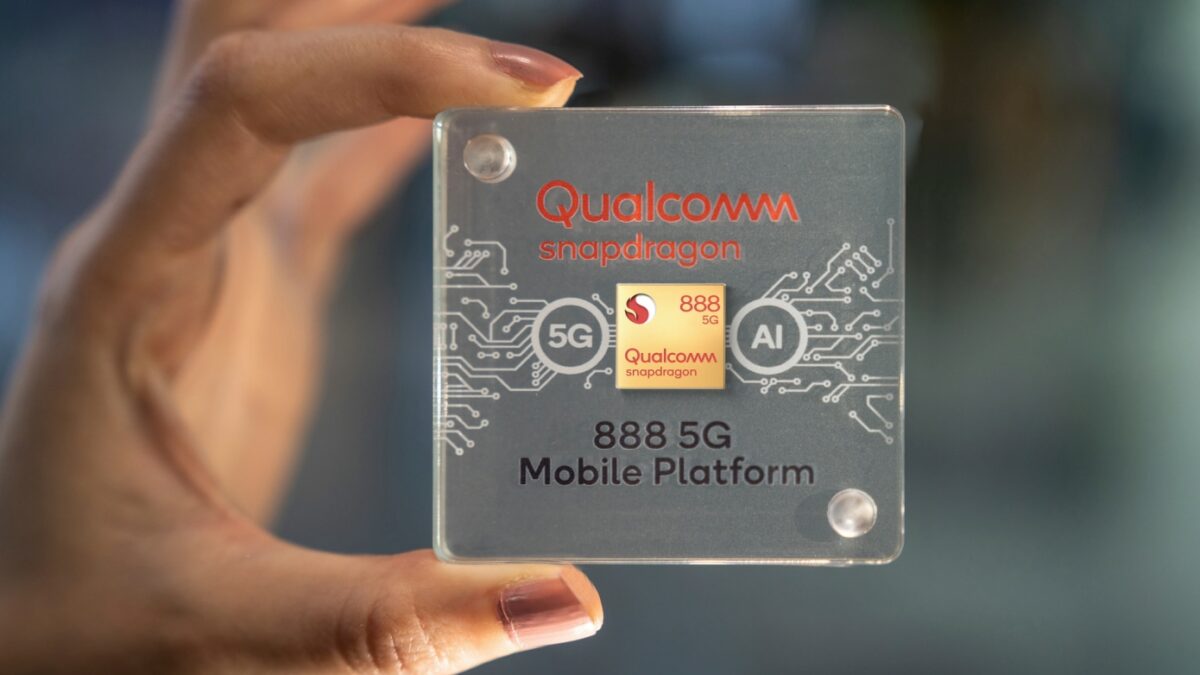 Qualcomm
snapdragon
888
5G
5G
Qualcomm
snapdragon
AI
888 5G
Mobile Platform